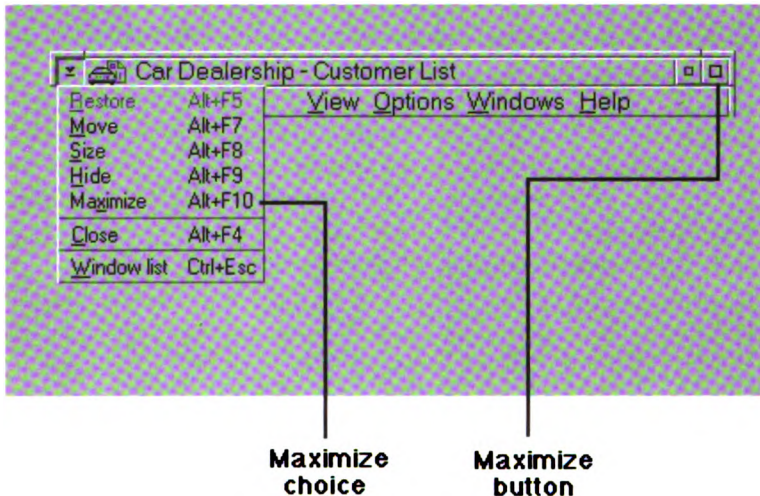 Car Dealership - Customer List
View Options Windows Help
Restore Alt+F5
Move Alt+F7
Size Alt+F8
Hide Alt+F9
Maximize Alt+F10
Close Alt+F4
Window list Ctrl+Esc
Maximize choice
Maximize button